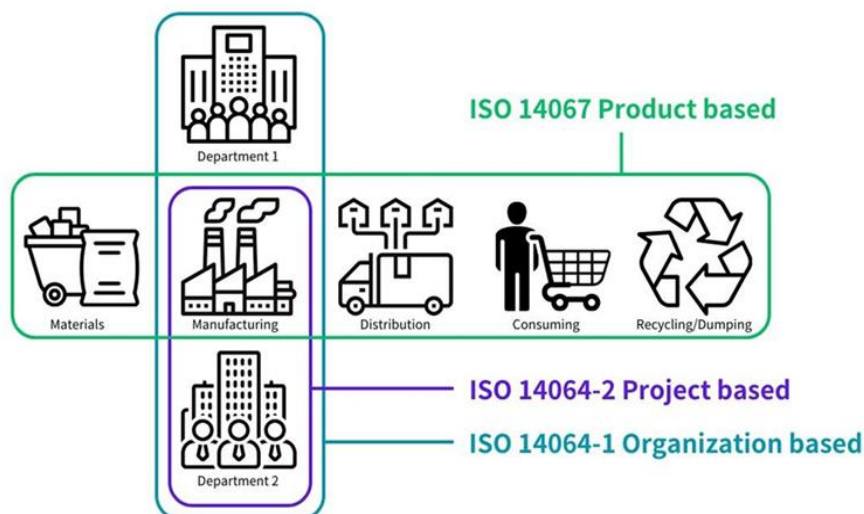 Department 1
ISO 14067 Product based
Materials
Manufacturing
Distribution
Consuming
Recycling/Dumping
ISO 14064-2 Project based
ISO 14064-1 Organization based
Department 2